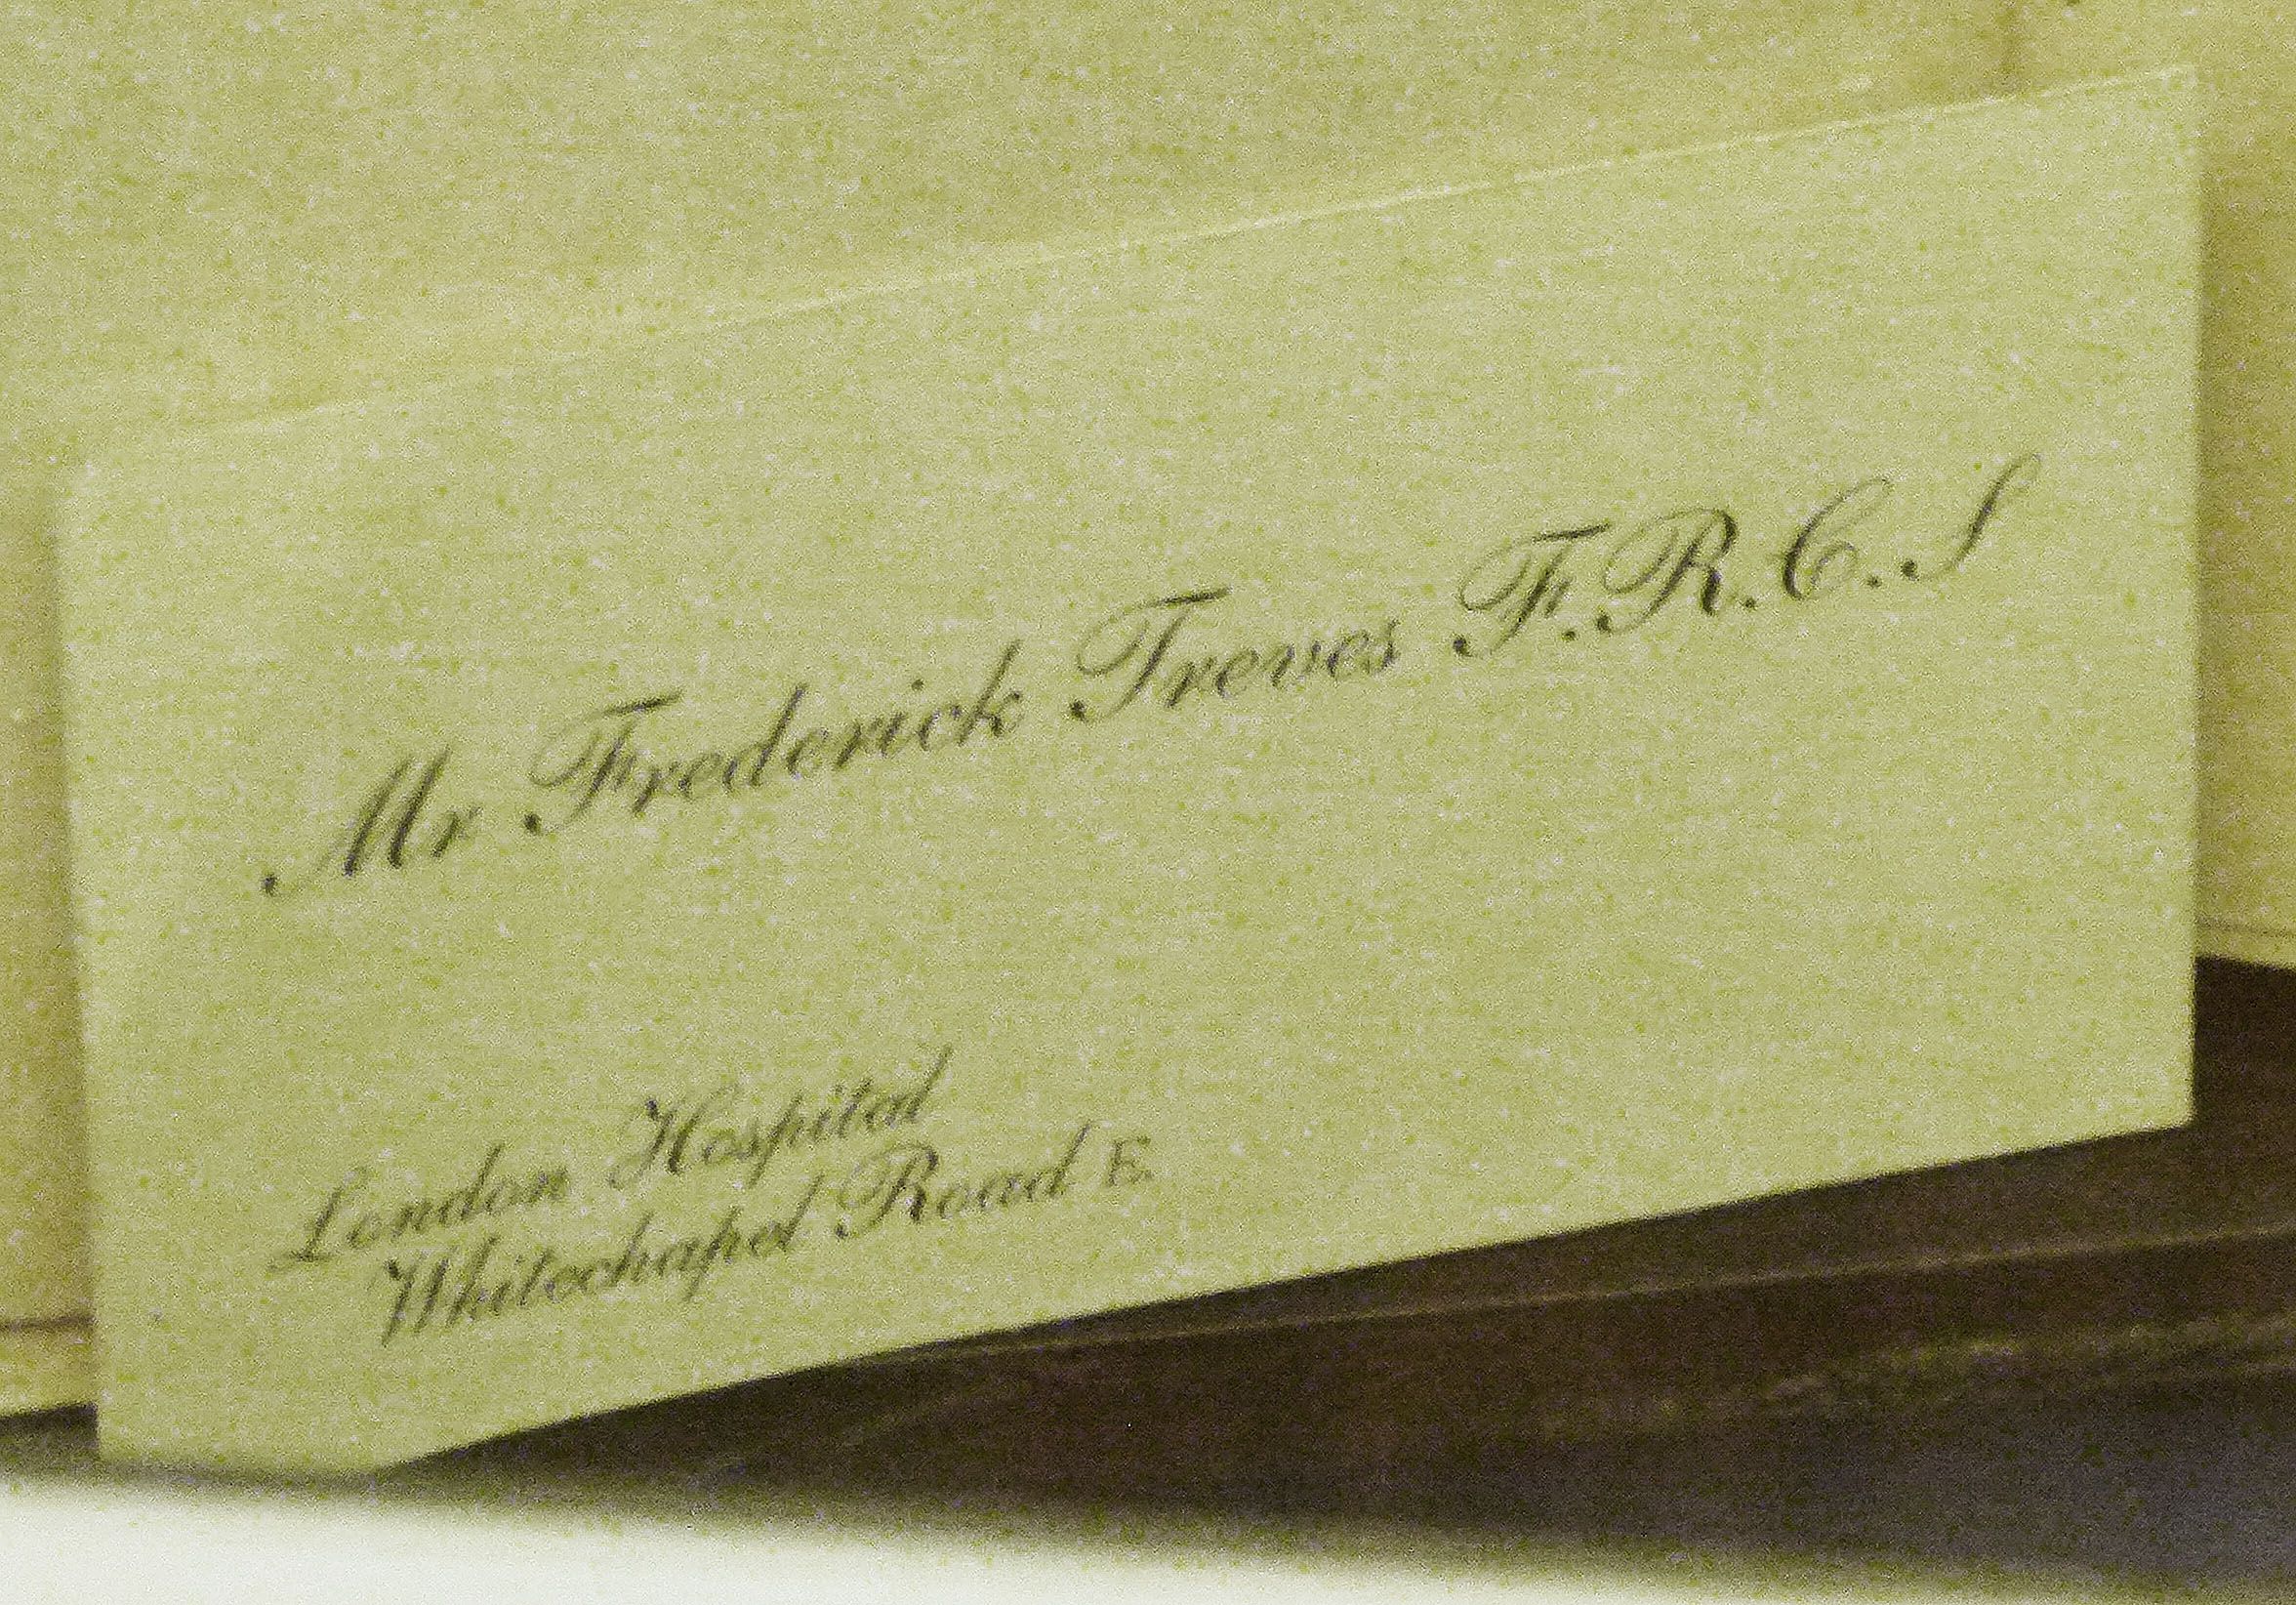 Mr Frederick Treves F.R.C.S
London Hospital
Whitechapel Road E.